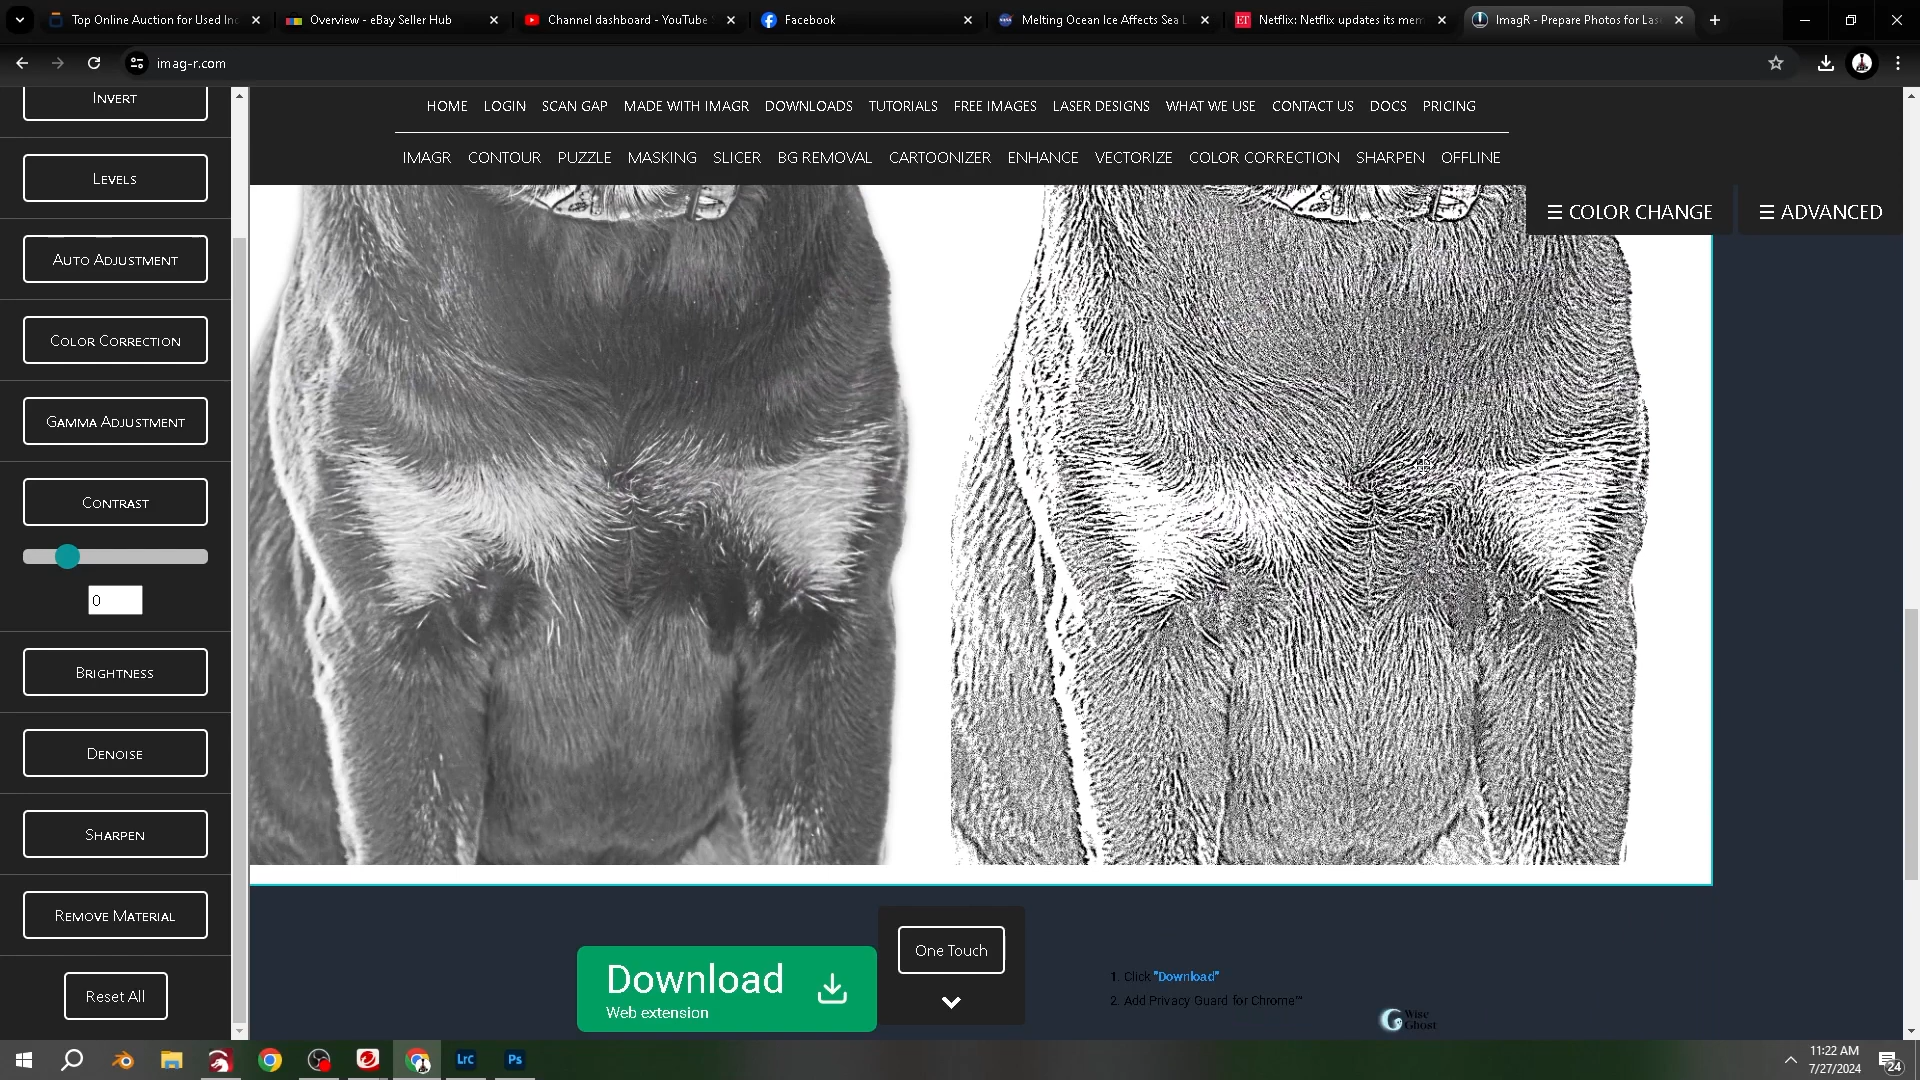 Top Online Auction for Used In
Overview - eBay Seller Hub
Channel dashboard - YouTube
Facebook
Melting Ocean Ice Affects Sea L
Netflix: Netflix updates its mem
ImagR - Prepare Photos for Las
imag-r.com
HOME LOGIN SCAN GAP MADE WITH IMAGR DOWNLOADS TUTORIALS FREE IMAGES LASER DESIGNS WHAT WE USE CONTACT US DOCS PRICING
IMAGR CONTOUR PUZZLE MASKING SLICER BG REMOVAL CARTOONIZER ENHANCE VECTORIZE COLOR CORRECTION SHARPEN OFFLINE
☰ COLOR CHANGE
☰ ADVANCED
INVERT
LEVELS
AUTO ADJUSTMENT
COLOR CORRECTION
GAMMA ADJUSTMENT
CONTRAST
0
BRIGHTNESS
DENOISE
SHARPEN
REMOVE MATERIAL
Reset All
Download
Web extension
One Touch
1. Click "Download"
2. Add Privacy Guard for Chrome™
Wise
Ghost
ET
Lrc
Ps
11:22 AM
7/27/2024
24